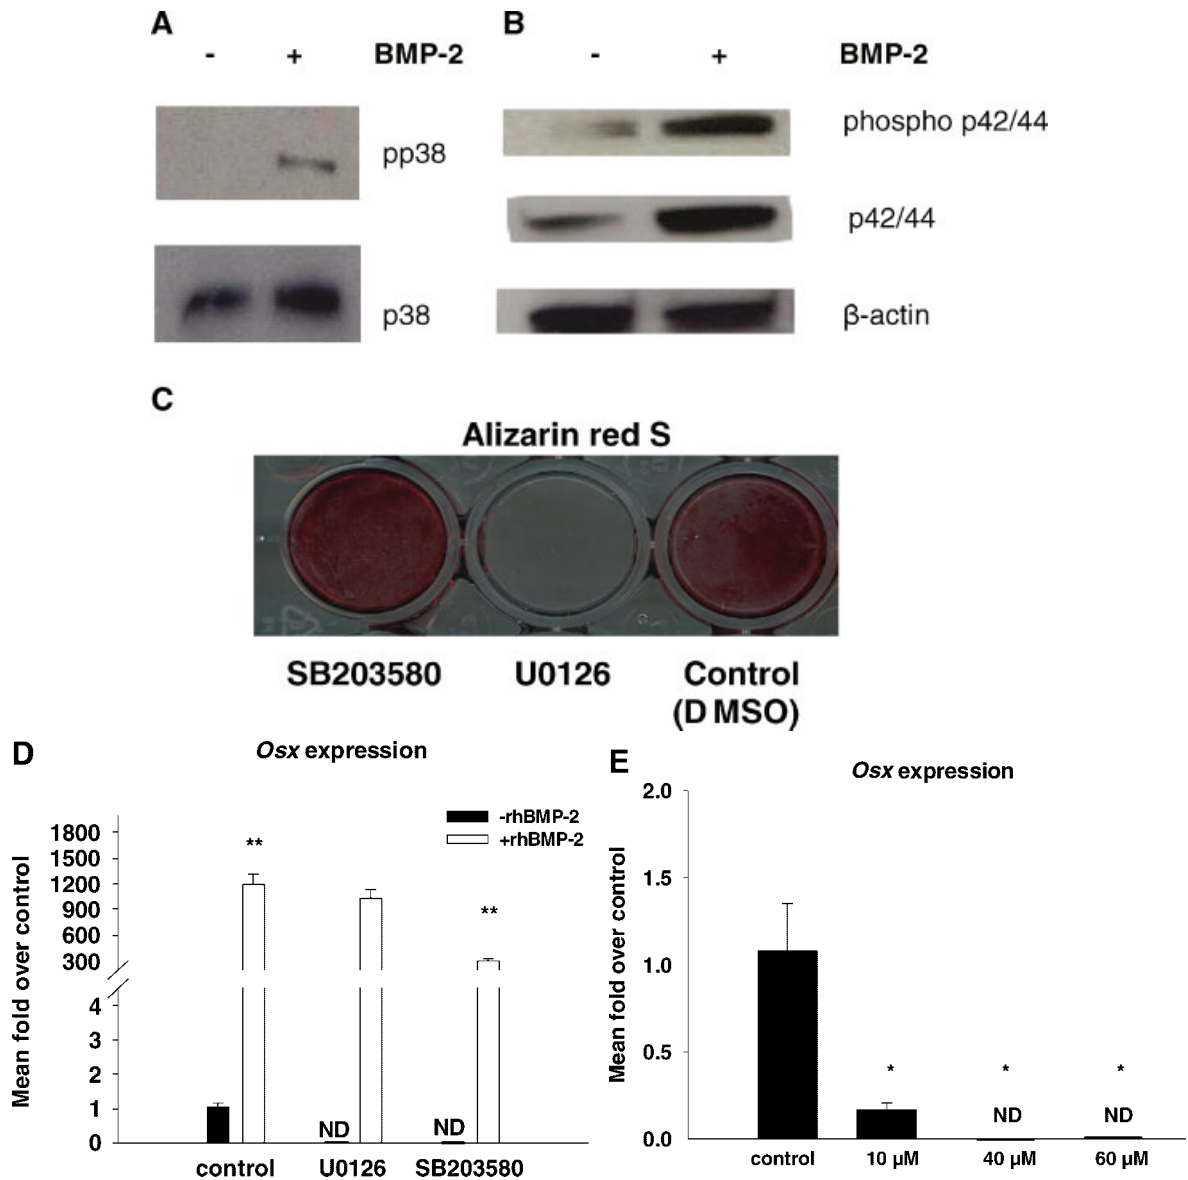 A
- + BMP-2
pp38
p38
B
- + BMP-2
phospho p42/44
p42/44
β-actin
C
Alizarin red S
SB203580 U0126 Control
(DMSO)
D
Osx expression
-rhBMP-2
+rhBMP-2
Mean fold over control
1800
1500
1200
900
600
300
4
3
2
1
0
**
**
ND
ND
control U0126 SB203580
E
Osx expression
Mean fold over control
2.0
1.5
1.0
0.5
0.0
* * *
ND ND
control 10 µM 40 µM 60 µM